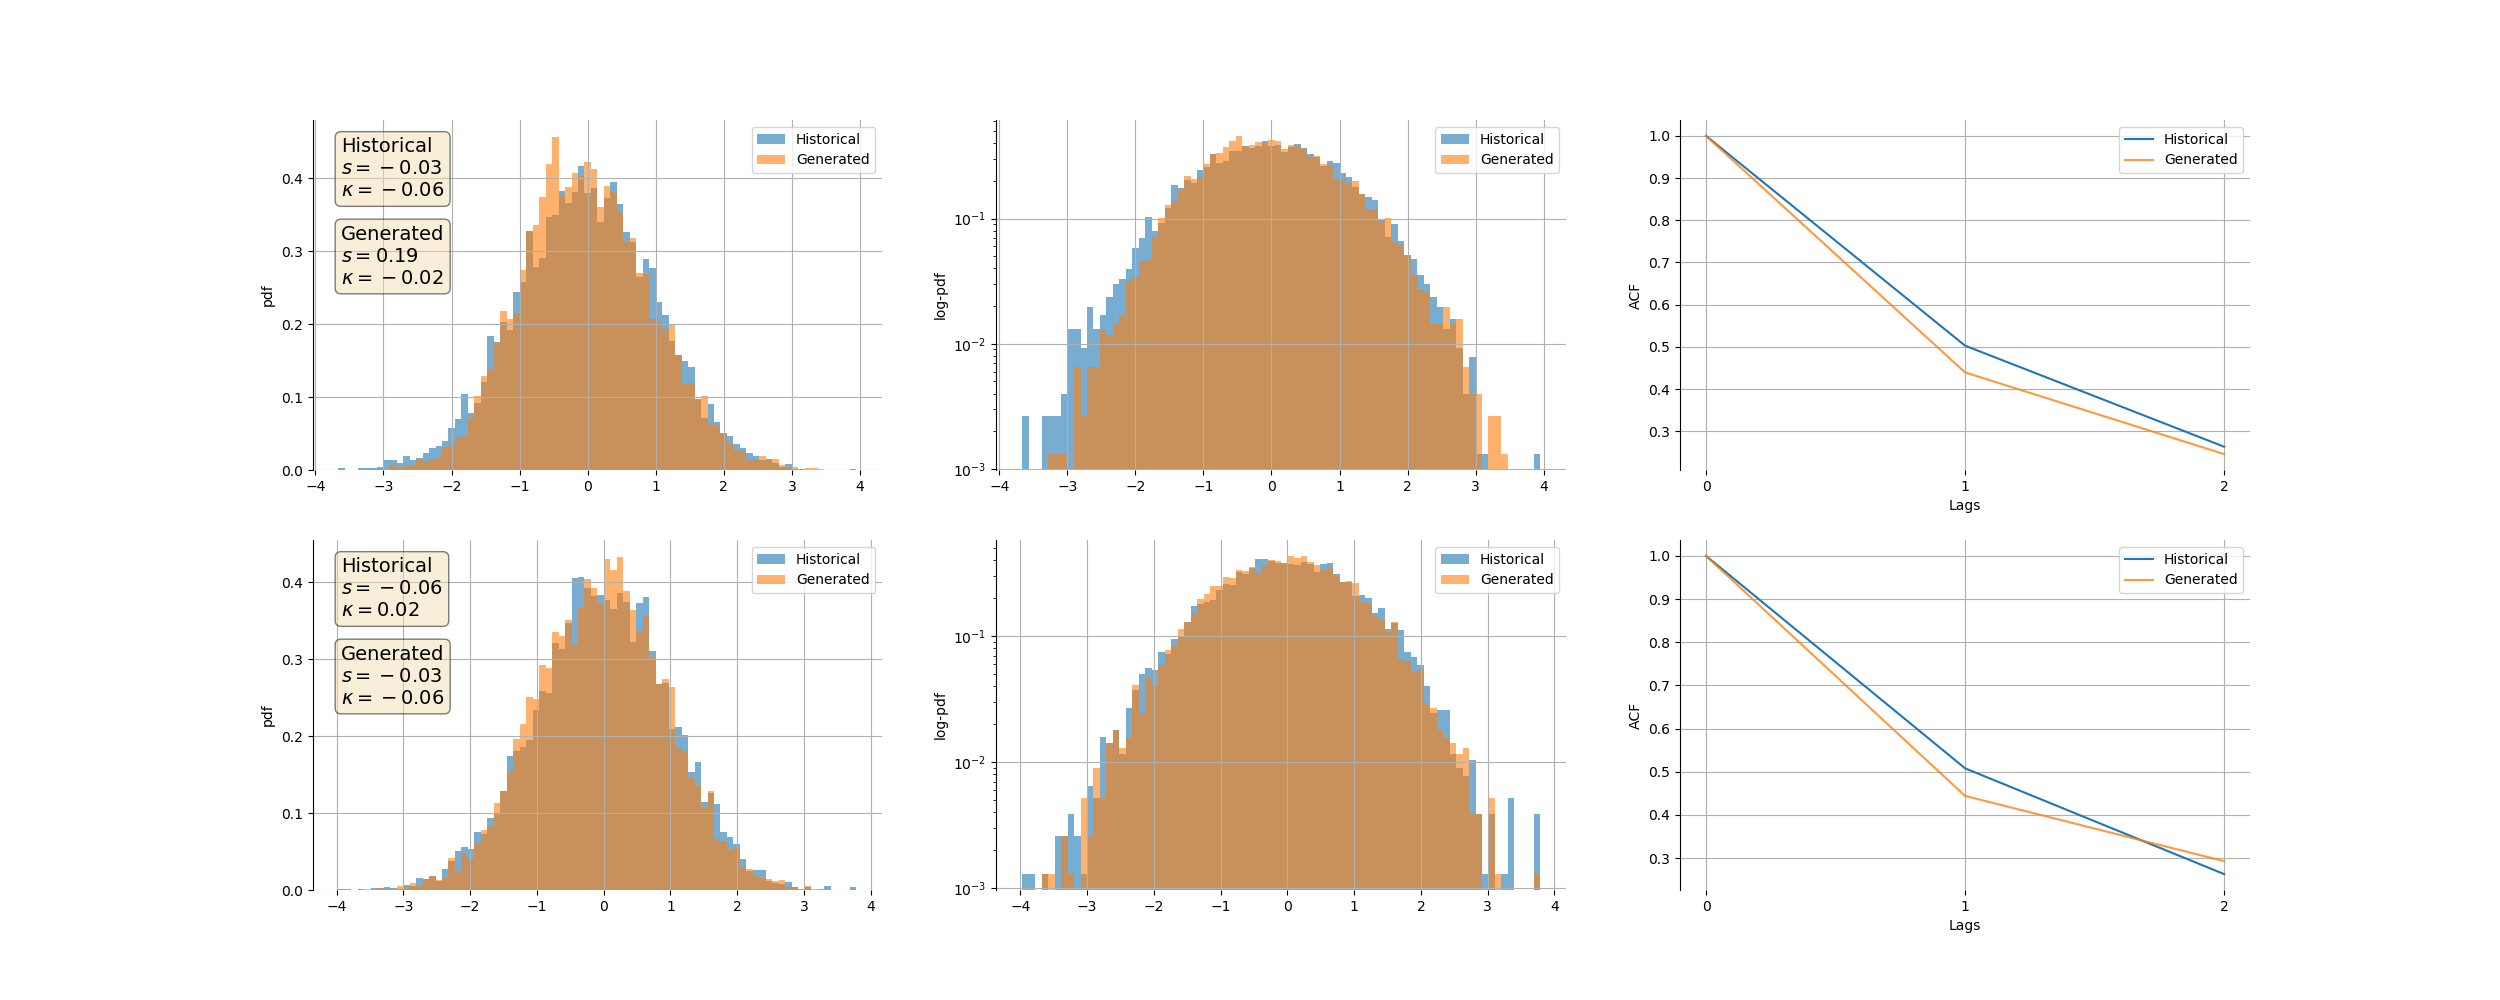 Historical
s = −0.03
κ = −0.06
Generated
s = 0.19
κ = −0.02
Historical
Generated
pdf
0.4
0.3
0.2
0.1
0.0
−4 −3 −2 −1 0 1 2 3 4
Historical
Generated
log-pdf
10⁻¹
10⁻²
10⁻³
−4 −3 −2 −1 0 1 2 3 4
Historical
Generated
ACF
1.0
0.9
0.8
0.7
0.6
0.5
0.4
0.3
0 1 2
Lags
Historical
s = −0.06
κ = 0.02
Generated
s = −0.03
κ = −0.06
Historical
Generated
pdf
0.4
0.3
0.2
0.1
0.0
−4 −3 −2 −1 0 1 2 3 4
Historical
Generated
log-pdf
10⁻¹
10⁻²
10⁻³
−4 −3 −2 −1 0 1 2 3 4
Historical
Generated
ACF
1.0
0.9
0.8
0.7
0.6
0.5
0.4
0.3
0 1 2
Lags